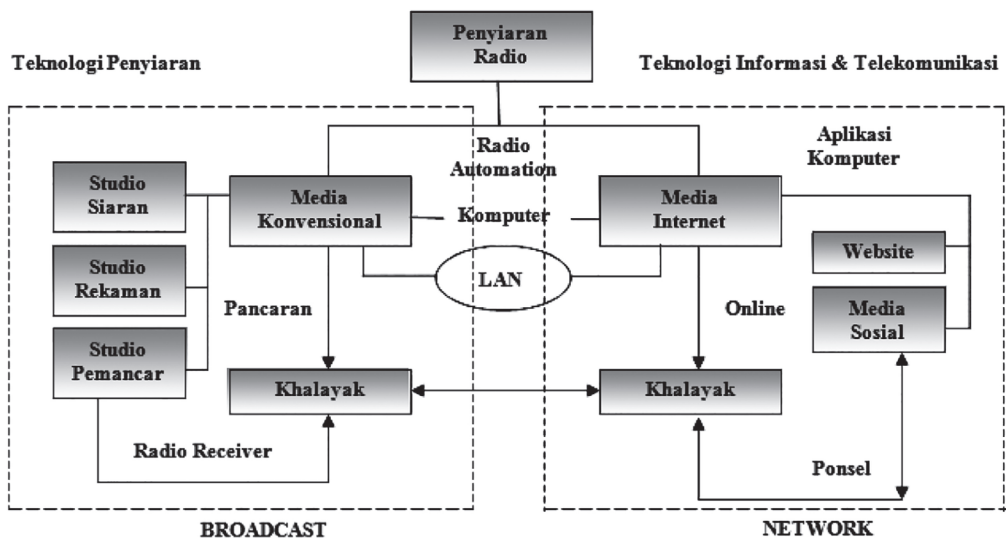 Penyiaran
Radio
Teknologi Penyiaran
Teknologi Informasi & Telekomunikasi
Radio
Automation
Aplikasi
Komputer
Studio
Siaran
Media
Konvensional
Komputer
Media
Internet
Website
Studio
Rekaman
LAN
Pancaran
Online
Media
Sosial
Studio
Pemancar
Khalayak
Khalayak
Radio Receiver
Ponsel
BROADCAST
NETWORK